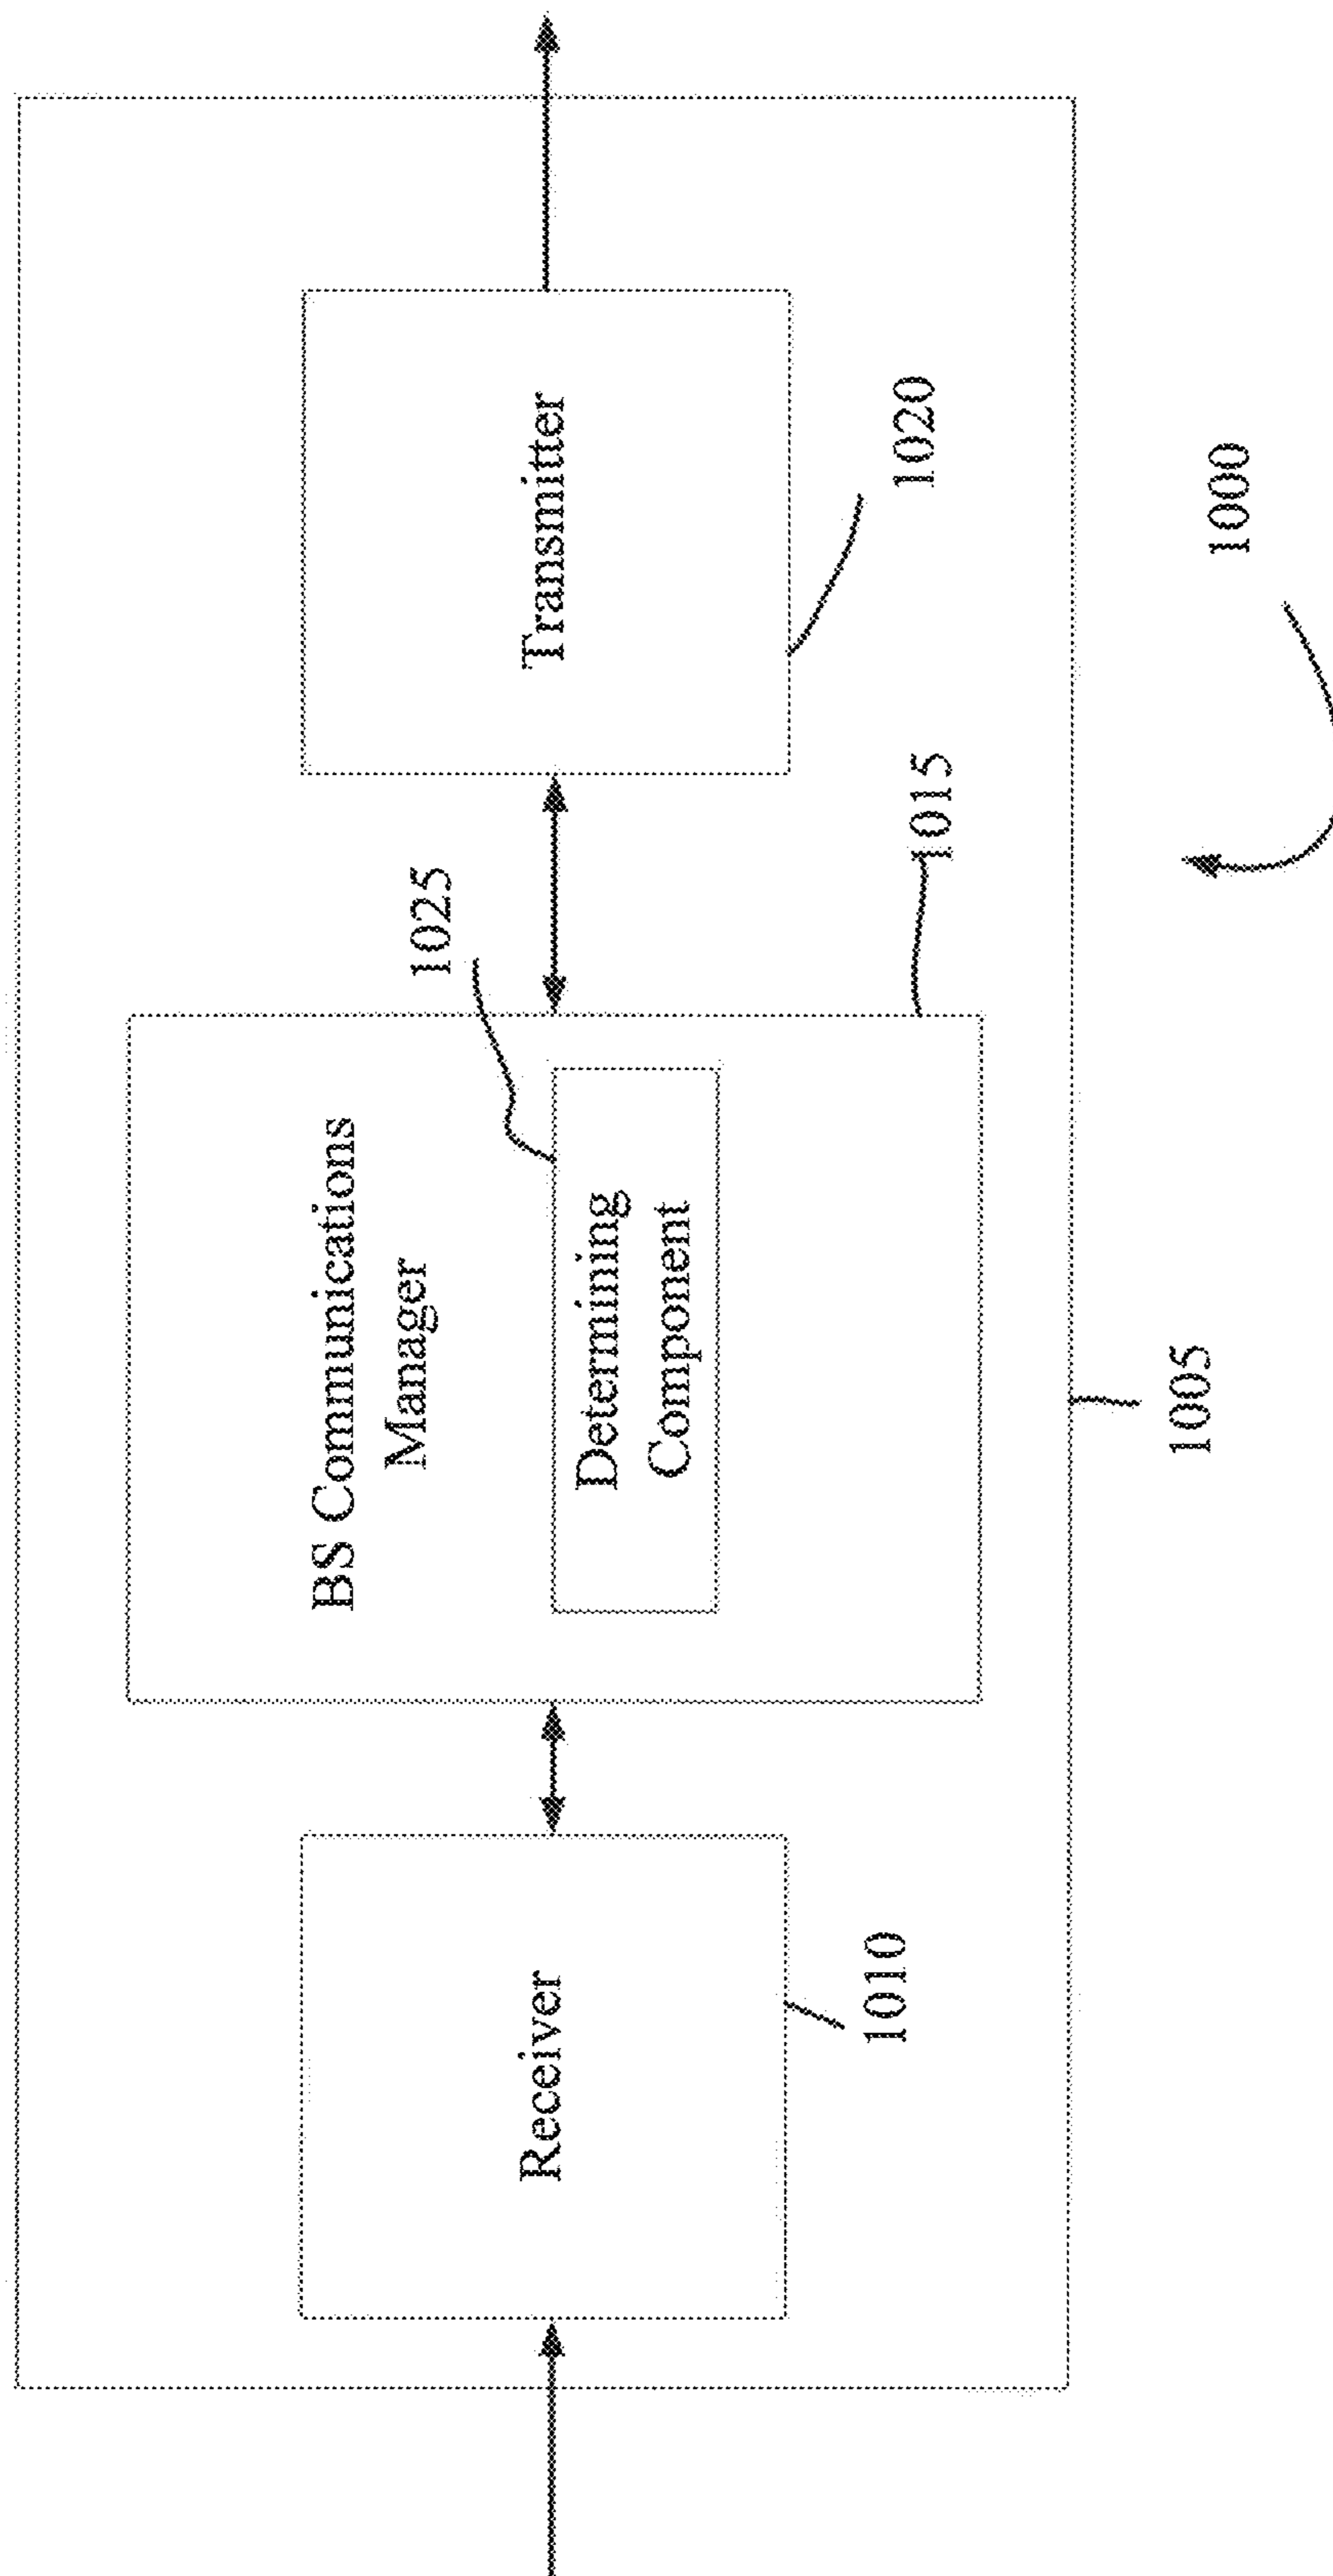 Receiver
1010
BS Communications
Manager
Determining
Component
1025
1015
Transmitter
1020
1005
1000